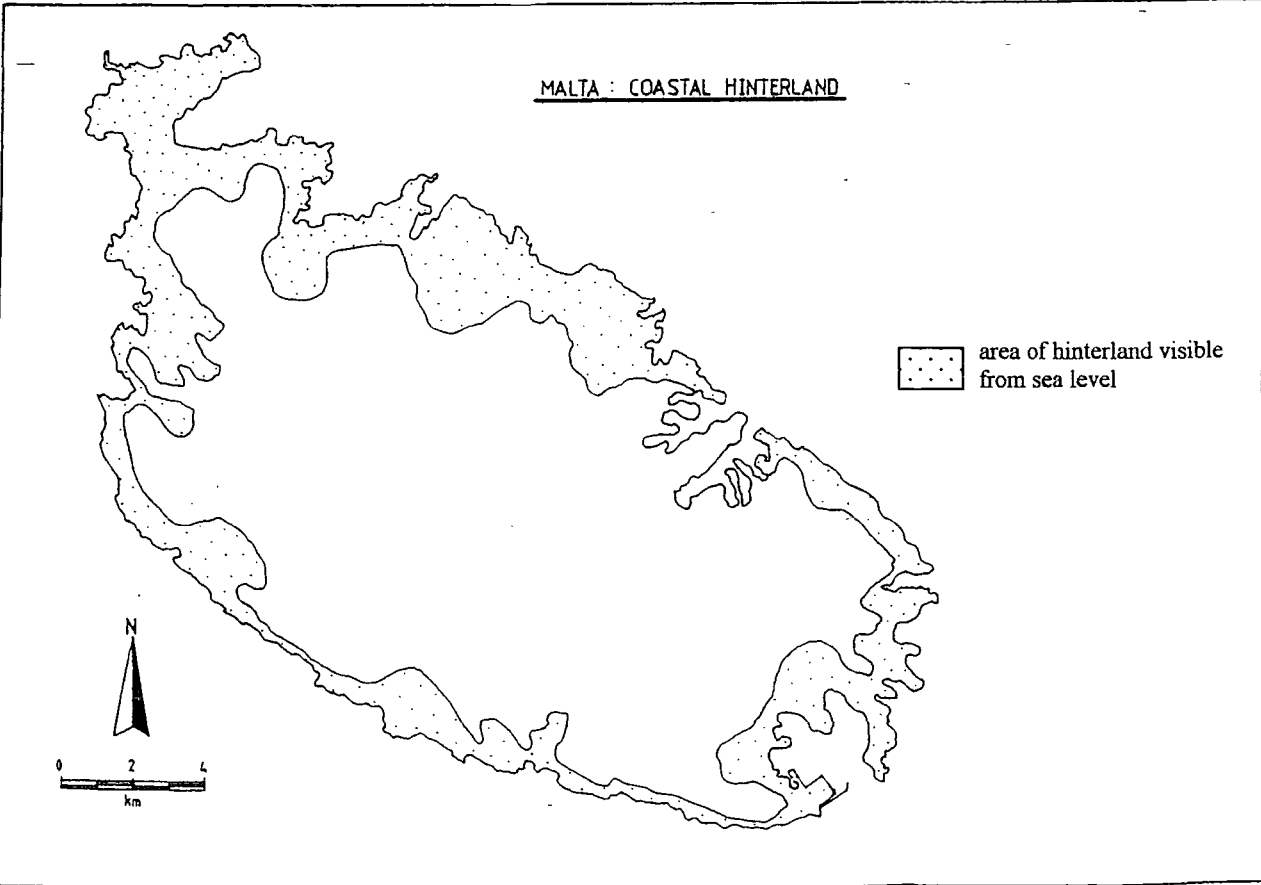 MALTA : COASTAL HINTERLAND
area of hinterland visible
from sea level
N
0 2 4
km